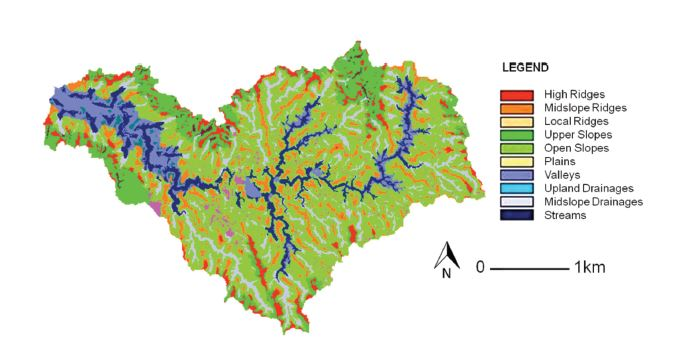 LEGEND
High Ridges
Midslope Ridges
Local Ridges
Upper Slopes
Open Slopes
Plains
Valleys
Upland Drainages
Midslope Drainages
Streams
N
0 1km